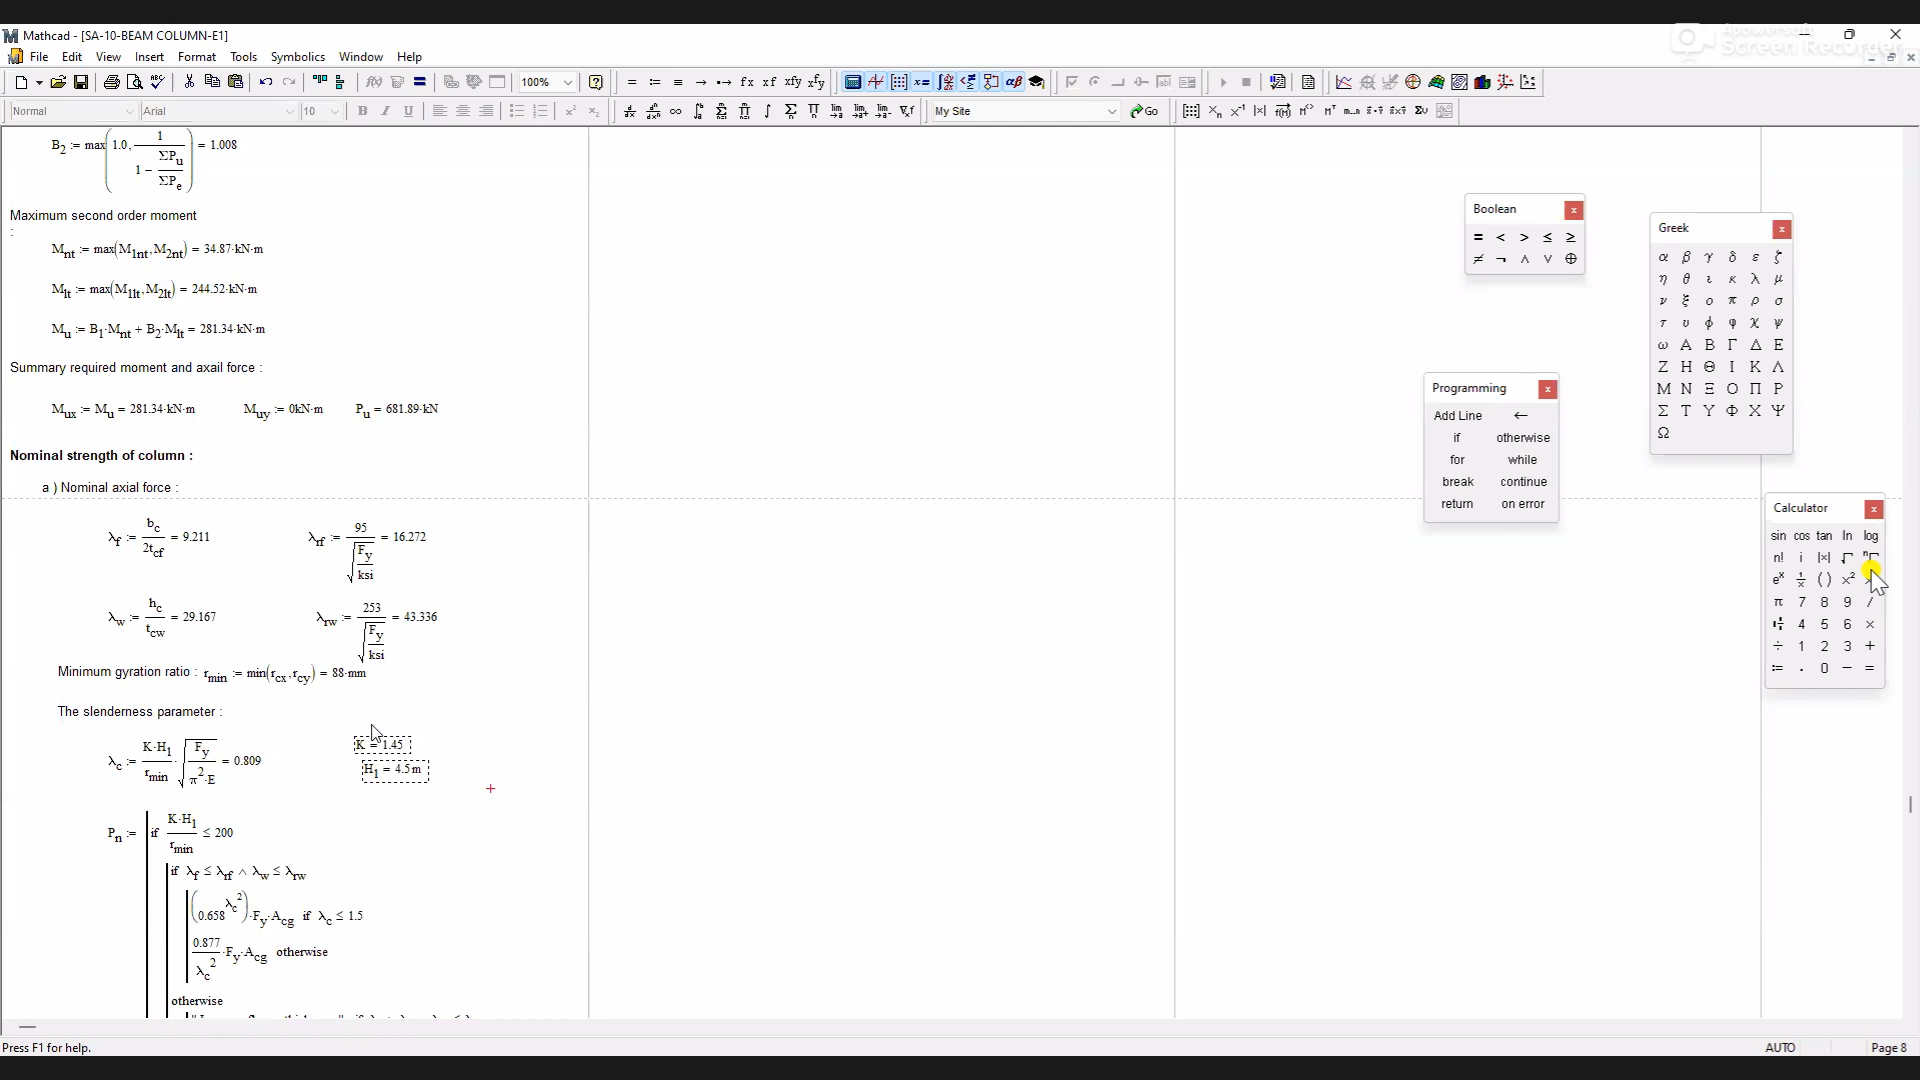 Apowersoft
Screen Recorder
Mathcad - [SA-10-BEAM COLUMN-E1]
File Edit View Insert Format Tools Symbolics Window Help
100%
Normal Arial 10 B I U My Site Go
B2 := max(1.0, 1/(1 − ΣPu/ΣPe)) = 1.008
Maximum second order moment
:
Mnt := max(M1nt, M2nt) = 34.87·kN·m
Mlt := max(M1lt, M2lt) = 244.52·kN·m
Mu := B1·Mnt + B2·Mlt = 281.34·kN·m
Summary required moment and axail force :
Mux := Mu = 281.34·kN·m Muy := 0kN·m Pu = 681.89·kN
Nominal strength of column :
a ) Nominal axial force :
λf := bc/2tcf = 9.211 λrf := 95/√(Fy/ksi) = 16.272
λw := hc/tcw = 29.167 λrw := 253/√(Fy/ksi) = 43.336
Minimum gyration ratio : rmin := min(rcx, rcy) = 88·mm
The slenderness parameter :
λc := K·H1/rmin · √(Fy/(π²·E)) = 0.809
K = 1.45
H1 = 4.5 m
Pn := if K·H1/rmin ≤ 200
if λf ≤ λrf ∧ λw ≤ λrw
(0.658^λc²)·Fy·Acg if λc ≤ 1.5
0.877/λc² ·Fy·Acg otherwise
otherwise
Boolean
= < > ≤ ≥
≠ ¬ ∧ ∨ ⊕
Greek
α β γ δ ε ζ
η θ ι κ λ μ
ν ξ ο π ρ σ
τ υ ϕ φ χ ψ
ω Α Β Γ Δ Ε
Ζ Η Θ Ι Κ Λ
Μ Ν Ξ Ο Π Ρ
Σ Τ Υ Φ Χ Ψ
Ω
Programming
Add Line ←
if otherwise
for while
break continue
return on error
Calculator
sin cos tan ln log
n! i |×| √ ⁿ√
eˣ 1/x ( ) ×²
π 7 8 9 /
4 5 6 ×
÷ 1 2 3 +
:= . 0 − =
Press F1 for help.
AUTO
Page 8